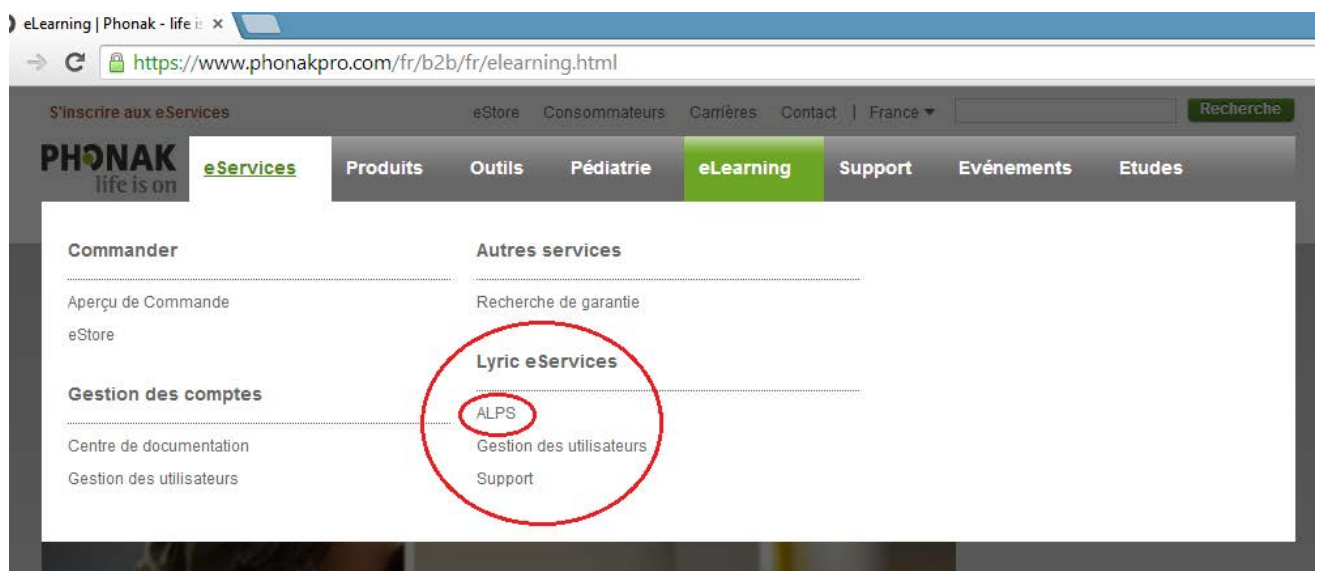 eLearning | Phonak - life i
https://www.phonakpro.com/fr/b2b/fr/elearning.html
S'inscrire aux eServices eStore Consommateurs Carrières Contact | France Recherche
PHONAK
life is on
eServices Produits Outils Pédiatrie eLearning Support Evénements Etudes
Commander
Aperçu de Commande
eStore
Gestion des comptes
Centre de documentation
Gestion des utilisateurs
Autres services
Recherche de garantie
Lyric eServices
ALPS
Gestion des utilisateurs
Support